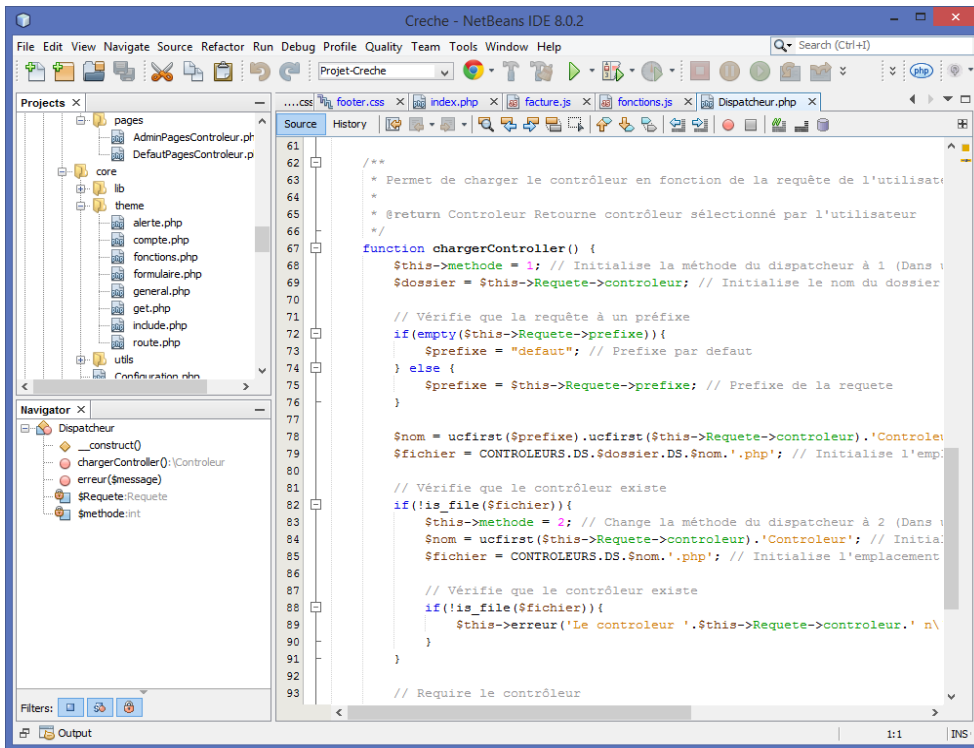 Creche - NetBeans IDE 8.0.2
File Edit View Navigate Source Refactor Run Debug Profile Quality Team Tools Window Help
Search (Ctrl+I)
Projet-Creche
php
Projects
pages
AdminPagesControleur.ph
DefautPagesControleur.p
core
lib
theme
alerte.php
compte.php
fonctions.php
formulaire.php
general.php
get.php
include.php
route.php
utils
Configuration.php
Navigator
Dispatcheur
__construct()
chargerController():\Controleur
erreur($message)
$Requete:Requete
$methode:int
Filters:
....css footer.css index.php facture.js fonctions.js Dispatcheur.php
Source History
61
62 /**
63 * Permet de charger le contrôleur en fonction de la requête de l'utilisate
64 *
65 * @return Controleur Retourne contrôleur sélectionné par l'utilisateur
66 */
67 function chargerController() {
68 $this->methode = 1; // Initialise la méthode du dispatcheur à 1 (Dans
69 $dossier = $this->Requete->controleur; // Initialise le nom du dossier
70
71 // Vérifie que la requête à un préfixe
72 if(empty($this->Requete->prefixe)){
73 $prefixe = "defaut"; // Prefixe par defaut
74 } else {
75 $prefixe = $this->Requete->prefixe; // Prefixe de la requete
76 }
77
78 $nom = ucfirst($prefixe).ucfirst($this->Requete->controleur).'Controleu
79 $fichier = CONTROLEURS.DS.$dossier.DS.$nom.'.php'; // Initialise l'empl
80
81 // Vérifie que le contrôleur existe
82 if(!is_file($fichier)){
83 $this->methode = 2; // Change la méthode du dispatcheur à 2 (Dans
84 $nom = ucfirst($this->Requete->controleur).'Controleur'; // Initial
85 $fichier = CONTROLEURS.DS.$nom.'.php'; // Initialise l'emplacement
86
87 // Vérifie que le contrôleur existe
88 if(!is_file($fichier)){
89 $this->erreur('Le controleur '.$this->Requete->controleur.' n\
90 }
91 }
92
93 // Require le contrôleur
Output
1:1 INS